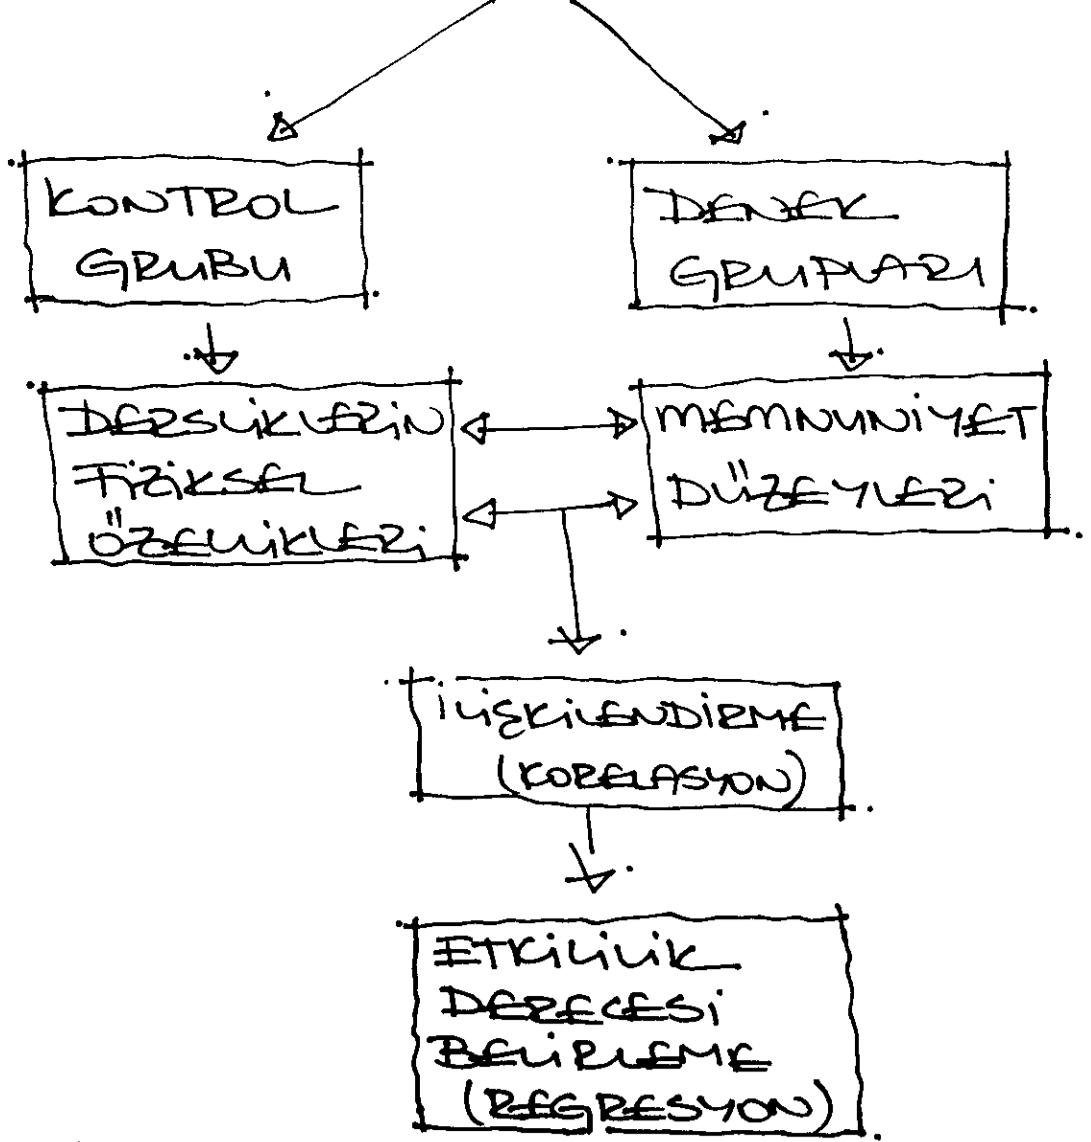 KONTROL
GRUBU
DENEK
GRUPLARI
DERSLİKLERİN
FİZİKSEL
ÖZELLİKLERİ
MEMNUNİYET
DÜZEYLERİ
İLİŞKİLENDİRME
(KORELASYON)
ETKİLİLİK
DERECESİ
BELİRLEME
(REGRESYON)